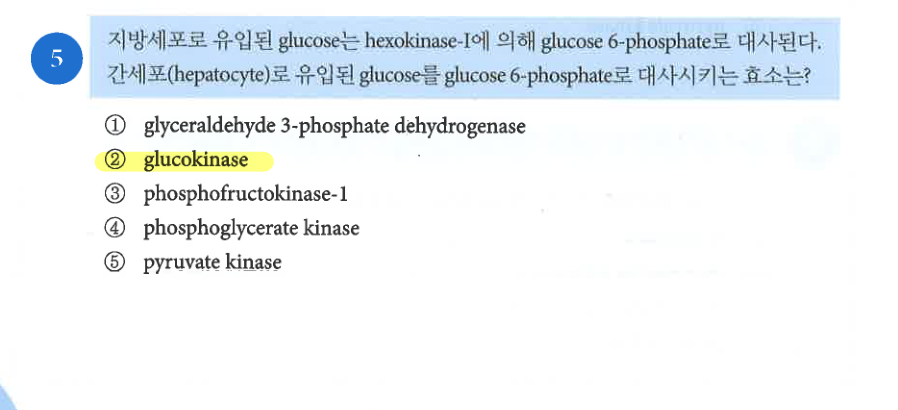 5
지방세포로 유입된 glucose는 hexokinase-I에 의해 glucose 6-phosphate로 대사된다.
간세포(hepatocyte)로 유입된 glucose를 glucose 6-phosphate로 대사시키는 효소는?
① glyceraldehyde 3-phosphate dehydrogenase
② glucokinase
③ phosphofructokinase-1
④ phosphoglycerate kinase
⑤ pyruvate kinase